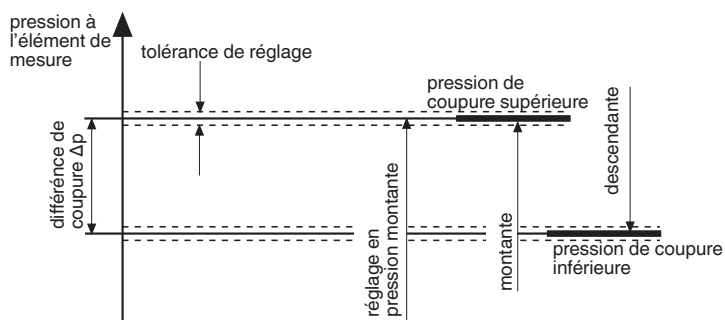 pression à
l'élément de
mesure
tolérance de réglage
pression de
coupure supérieure
descendante
différénce de
coupure Δp
réglage en
pression montante
montante
pression de coupure
inférieure